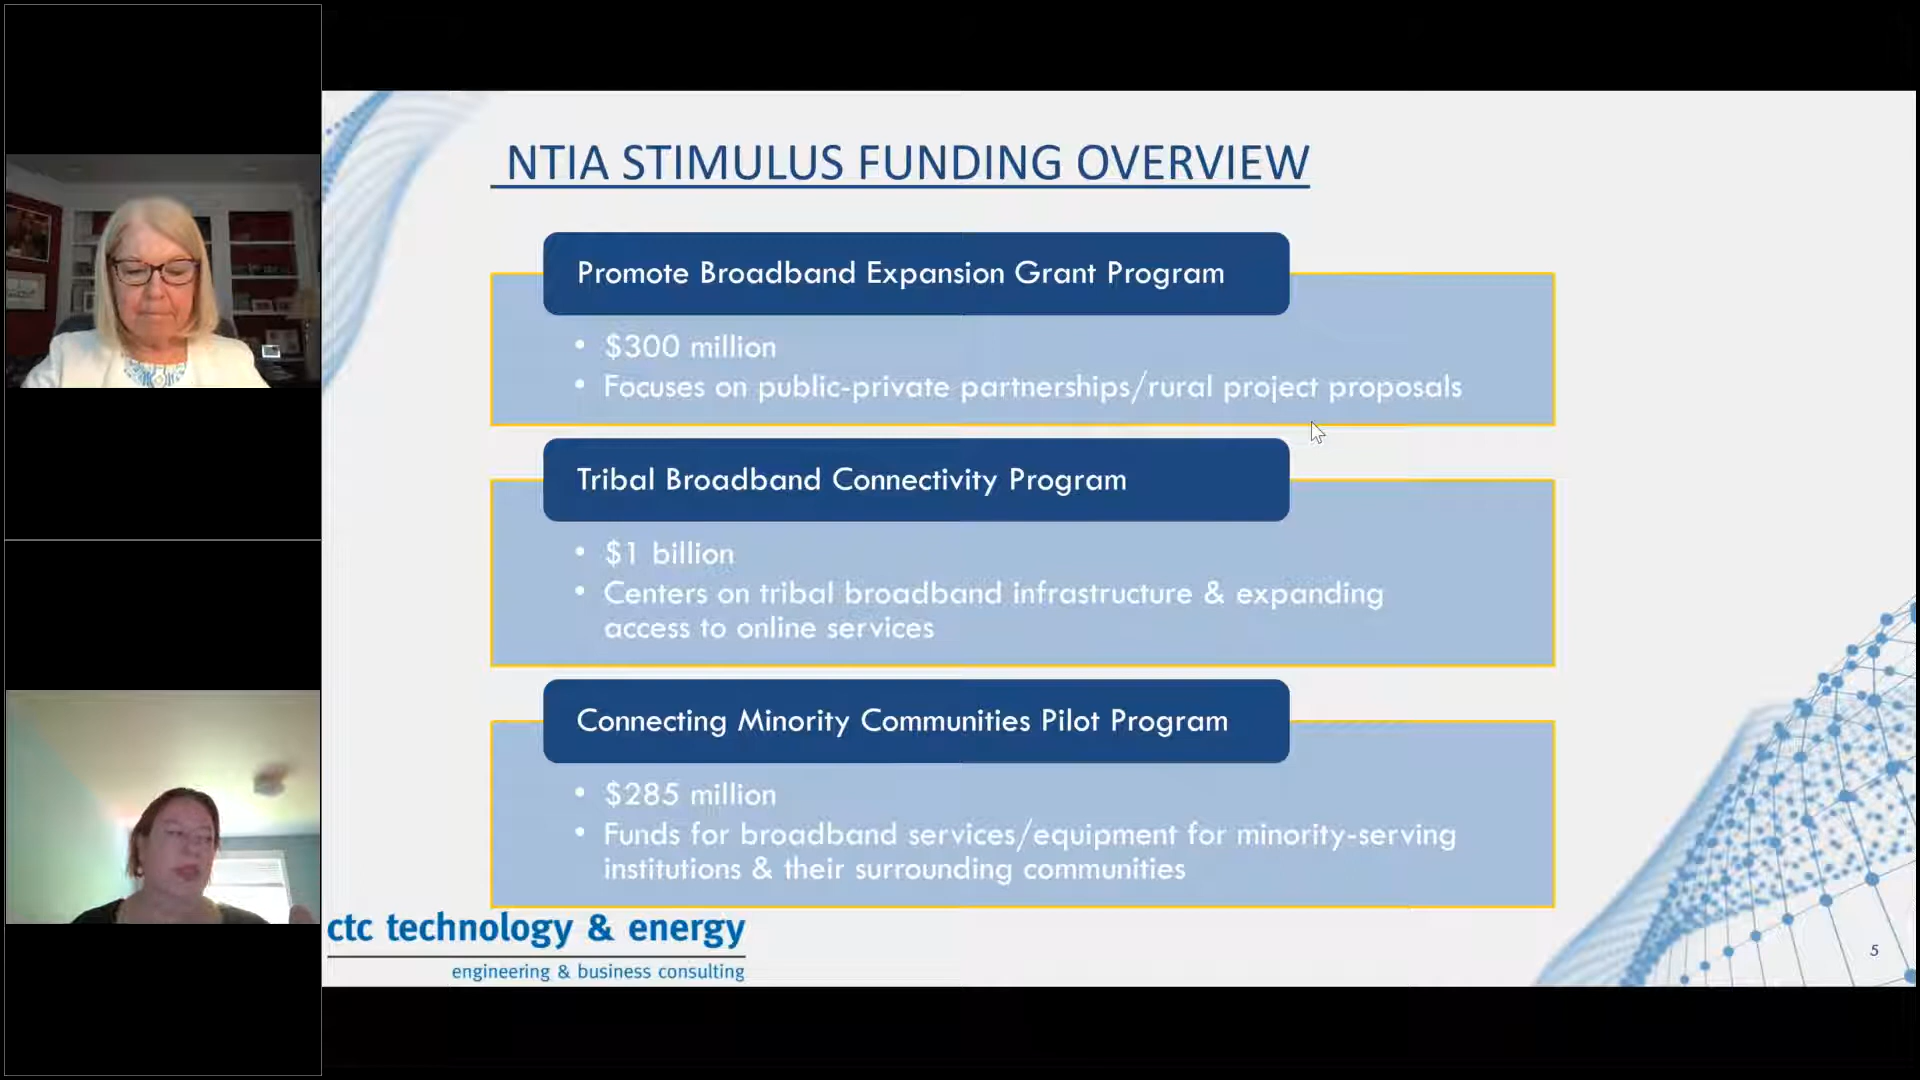 NTIA STIMULUS FUNDING OVERVIEW
Promote Broadband Expansion Grant Program
• $300 million
• Focuses on public-private partnerships/rural project proposals
Tribal Broadband Connectivity Program
• $1 billion
• Centers on tribal broadband infrastructure & expanding
access to online services
Connecting Minority Communities Pilot Program
• $285 million
• Funds for broadband services/equipment for minority-serving
institutions & their surrounding communities
ctc technology & energy
engineering & business consulting
5